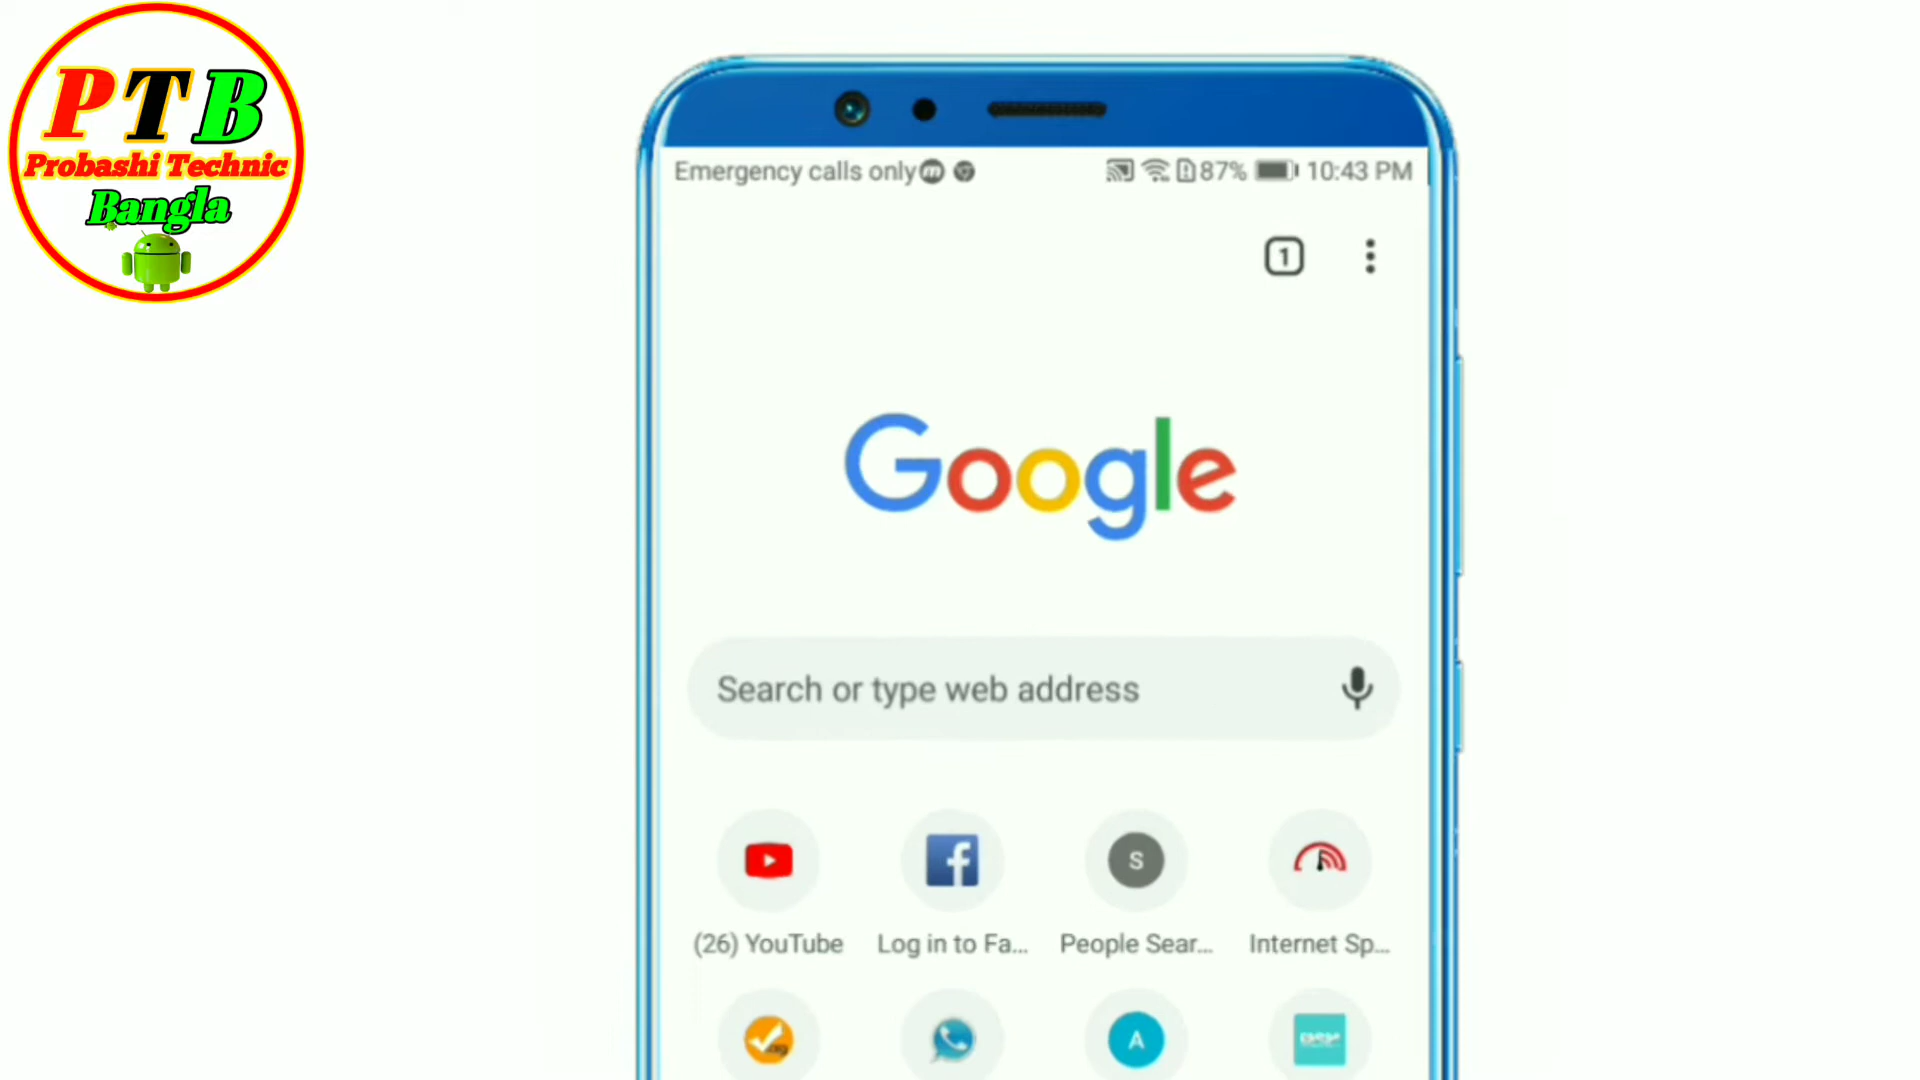 P T B
Probashi Technic
Bangla
Emergency calls only 87% 10:43 PM
1
Google
Search or type web address
S
(26) YouTube Log in to Fa... People Sear... Internet Sp...
A